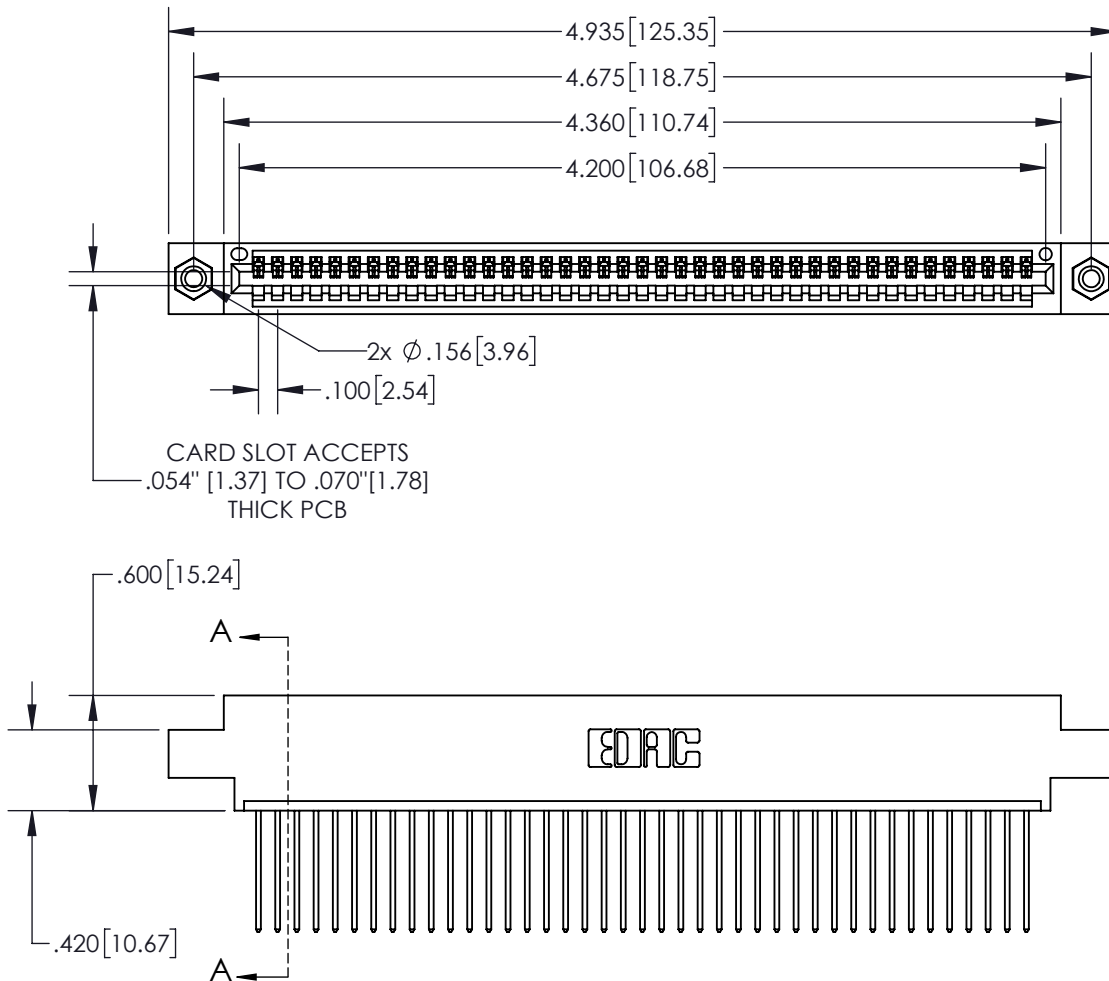 4.935[125.35]
4.675[118.75]
4.360[110.74]
4.200[106.68]
2x Ø .156[3.96]
.100[2.54]
CARD SLOT ACCEPTS
.054" [1.37] TO .070"[1.78]
THICK PCB
.600[15.24]
A
EDAC
.420[10.67]
A